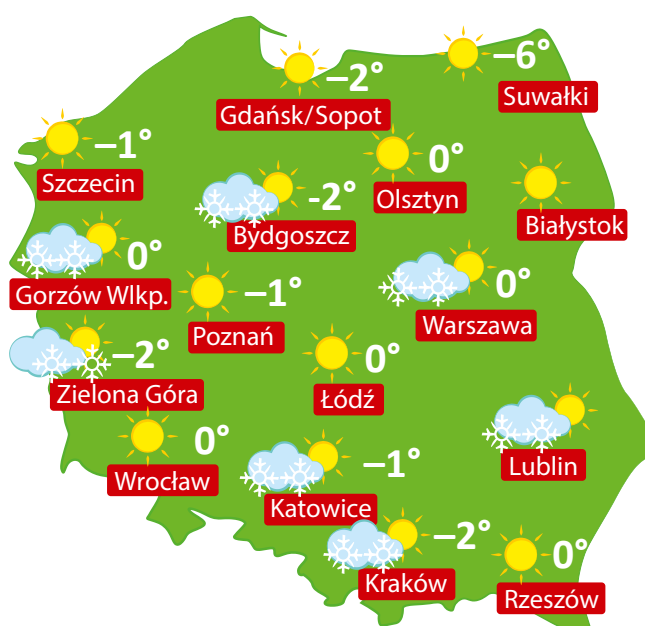 –6°
Suwałki
–2°
Gdańsk/Sopot
–1°
Szczecin
0°
Olsztyn
-2°
Bydgoszcz
Białystok
0°
Gorzów Wlkp.
0°
Warszawa
–1°
Poznań
–2°
Zielona Góra
0°
Łódź
0°
Wrocław
Lublin
–1°
Katowice
–2°
Kraków
0°
Rzeszów